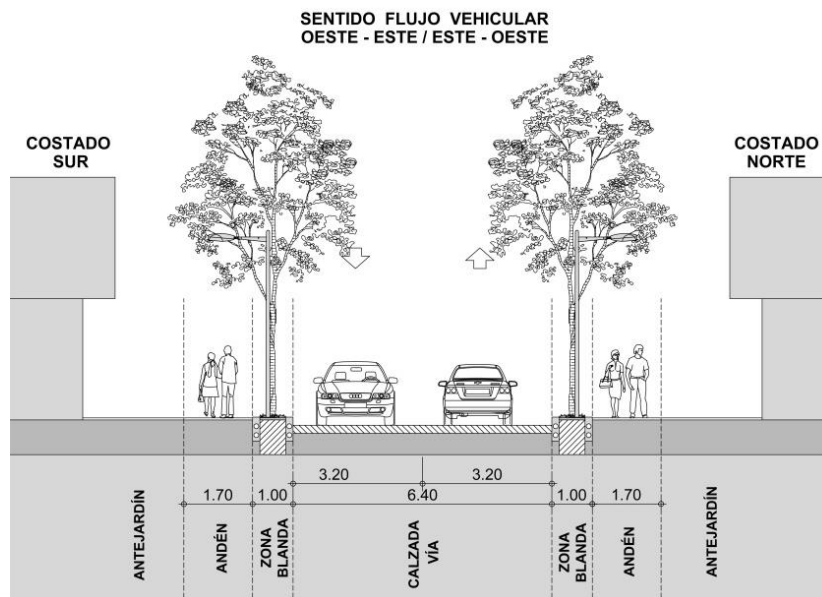 SENTIDO FLUJO VEHICULAR
OESTE - ESTE / ESTE - OESTE
COSTADO
SUR
COSTADO
NORTE
3.20
3.20
1.70
1.00
6.40
1.00
1.70
ANTEJARDÍN
ANDÉN
ZONA
BLANDA
CALZADA
VÍA
ZONA
BLANDA
ANDÉN
ANTEJARDÍN